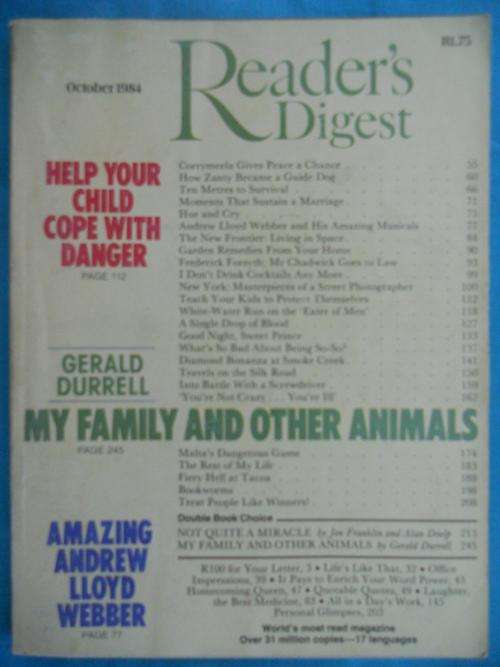 R1.75
October 1984
Reader's
Digest
HELP YOUR
CHILD
COPE WITH
DANGER
PAGE 112
Corrymeela Gives Peace a Chance 55
How Zanty Became a Guide Dog 60
Ten Metres to Survival 66
Moments That Sustain a Marriage 71
Hue and Cry 75
Andrew Lloyd Webber and His Amazing Musicals 77
The New Frontier: Living in Space 84
Garden Remedies From Your Home 90
Frederick Forsyth: Mr Chadwick Goes to Law 93
I Don't Drink Cocktails Any More 99
New York: Masterpieces of a Street Photographer 100
Teach Your Kids to Protect Themselves 112
White-Water Run on the 'Eater of Men' 118
A Single Drop of Blood 127
Good Night, Sweet Prince 133
What's So Bad About Being So-So? 137
Diamond Bonanza at Smoke Creek 141
Travels on the Silk Road 150
Into Battle With a Screwdriver 159
'You're Not Crazy . . . You're Ill' 162
GERALD
DURRELL
MY FAMILY AND OTHER ANIMALS
PAGE 245
Malta's Dangerous Game 174
The Rest of My Life 183
Fiery Hell at Tacoa 188
Bookworms 198
Treat People Like Winners! 208
Double Book Choice
NOT QUITE A MIRACLE by Jon Franklin and Alan Doelp 213
MY FAMILY AND OTHER ANIMALS by Gerald Durrell 245
AMAZING
ANDREW
LLOYD
WEBBER
PAGE 77
R100 for Your Letter, 3 • Life's Like That, 32 • Office
Impressions, 39 • It Pays to Enrich Your Word Power, 43
Homecoming Queen, 47 • Quotable Quotes, 49 • Laughter,
the Best Medicine, 83 • All in a Day's Work, 145
Personal Glimpses, 203
World's most read magazine
Over 31 million copies—17 languages